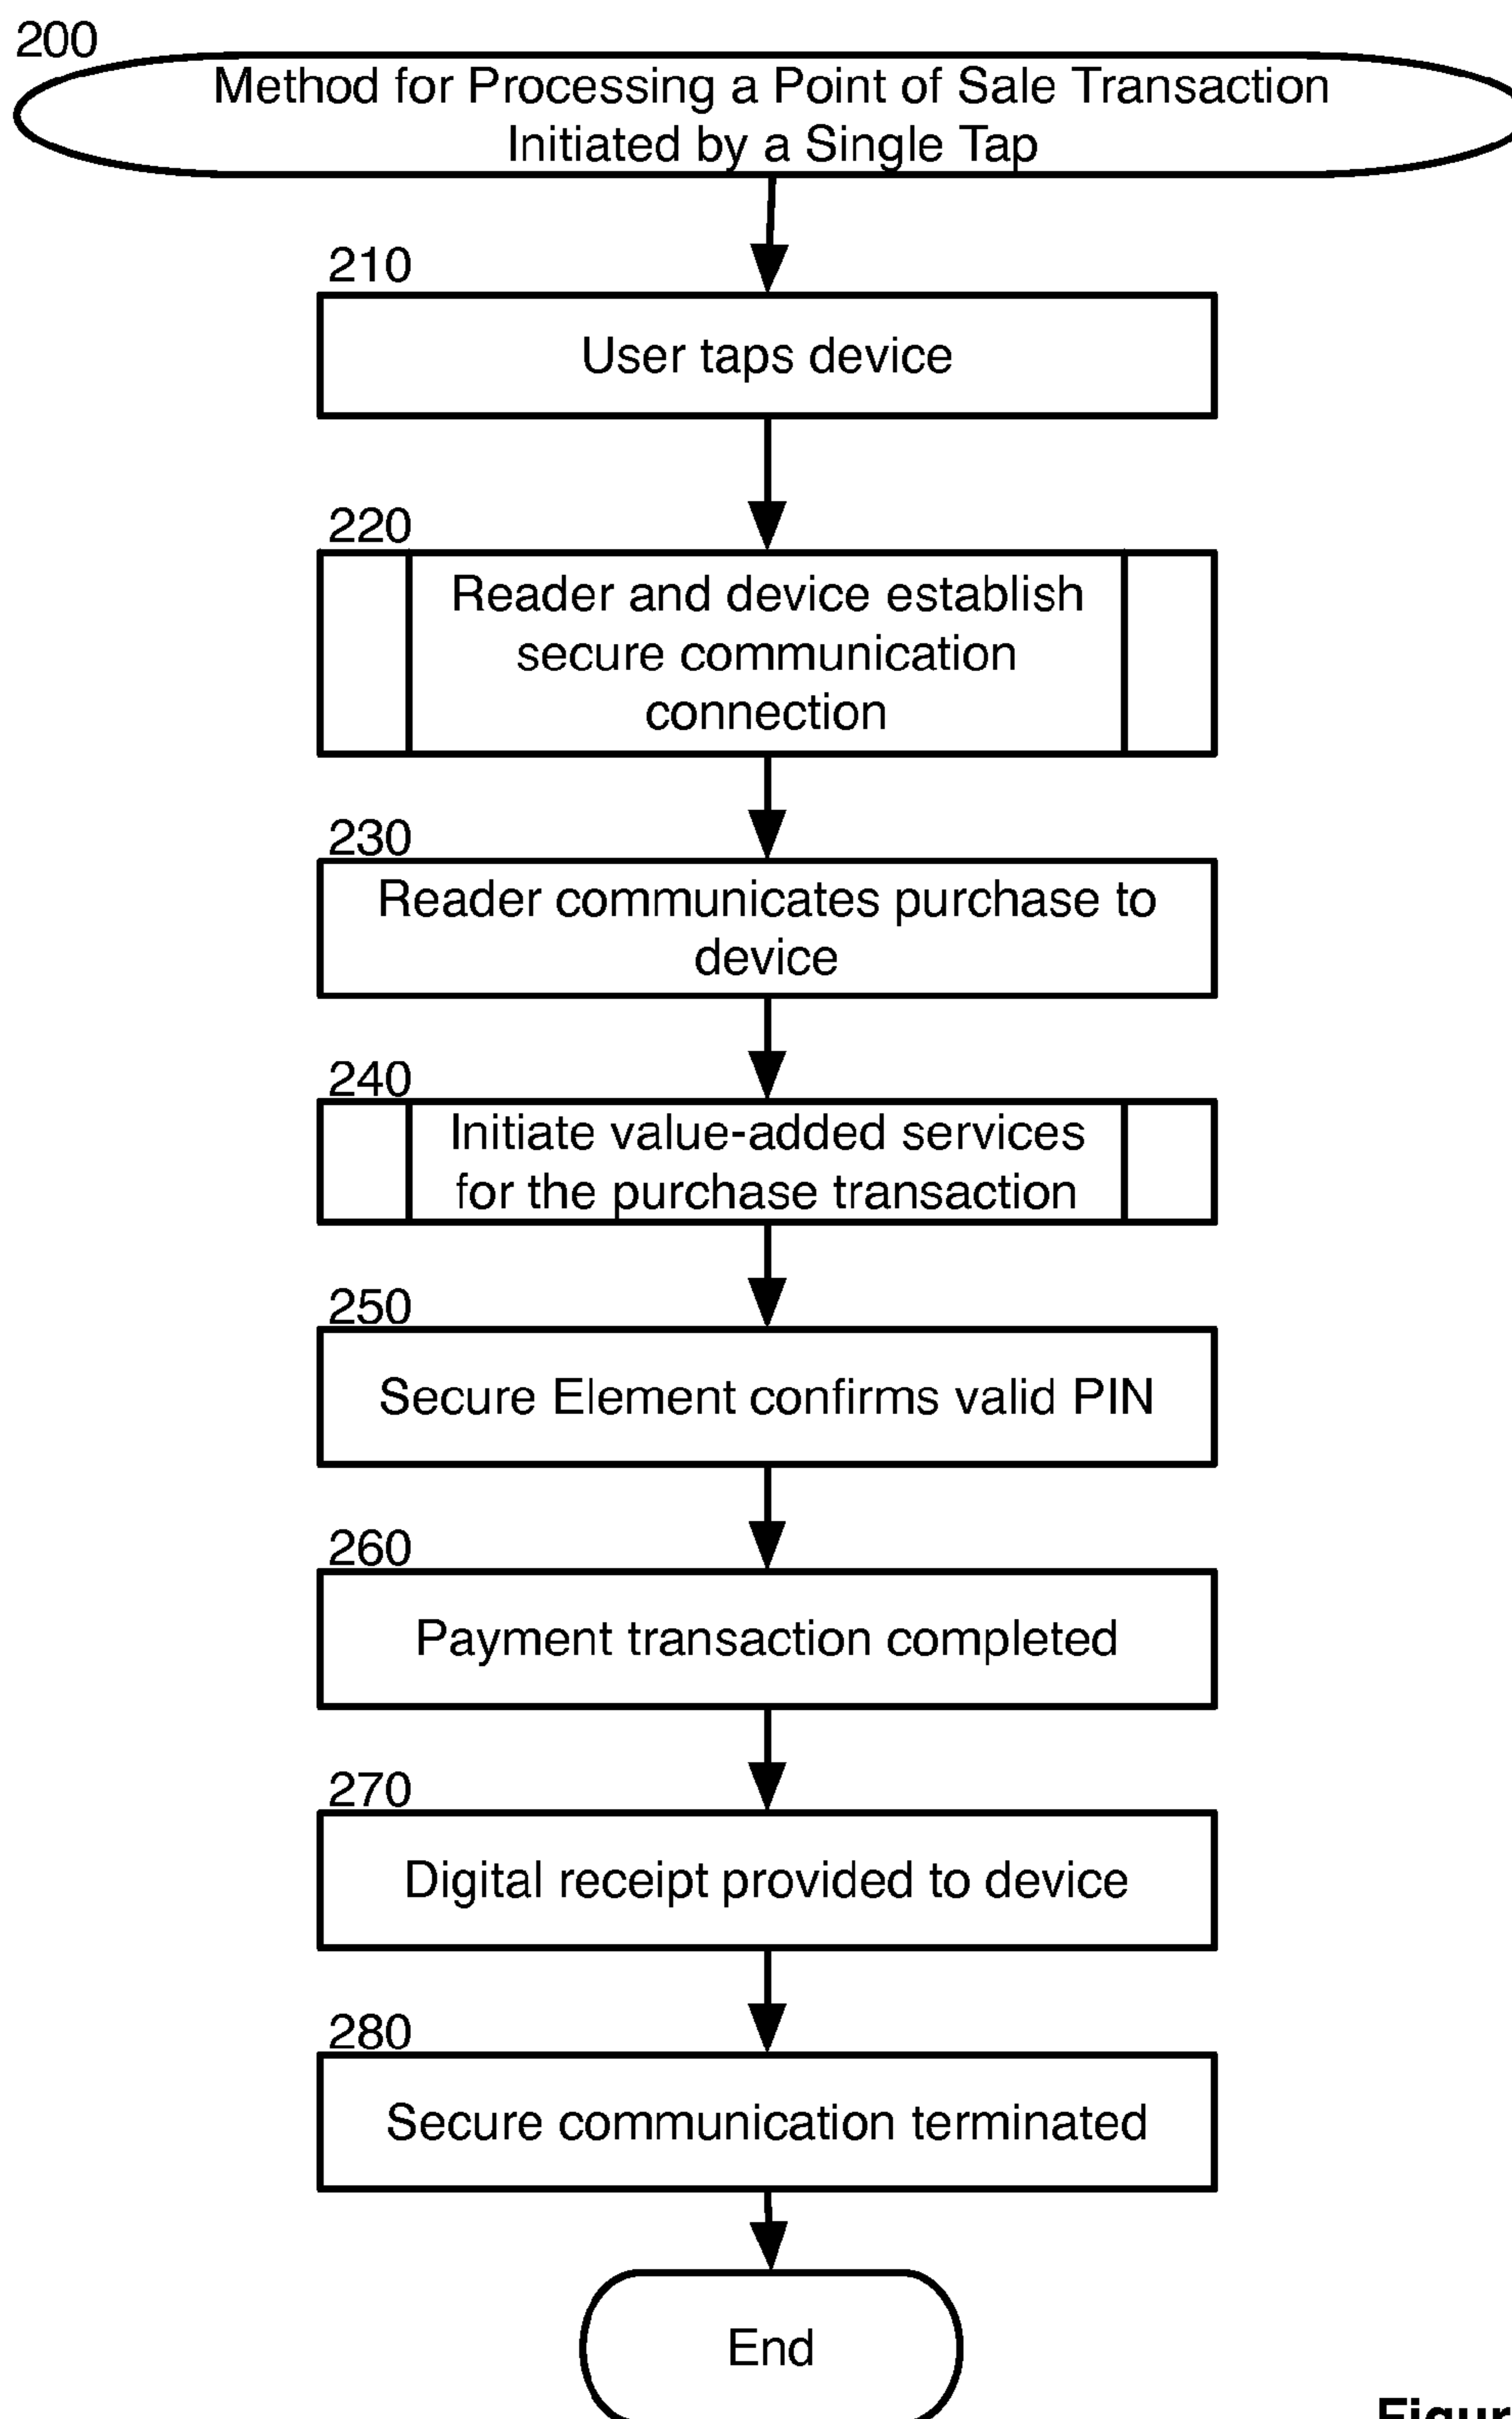 200
Method for Processing a Point of Sale Transaction
Initiated by a Single Tap
210
User taps device
220
Reader and device establish
secure communication
connection
230
Reader communicates purchase to
device
240
Initiate value-added services
for the purchase transaction
250
Secure Element confirms valid PIN
260
Payment transaction completed
270
Digital receipt provided to device
280
Secure communication terminated
End